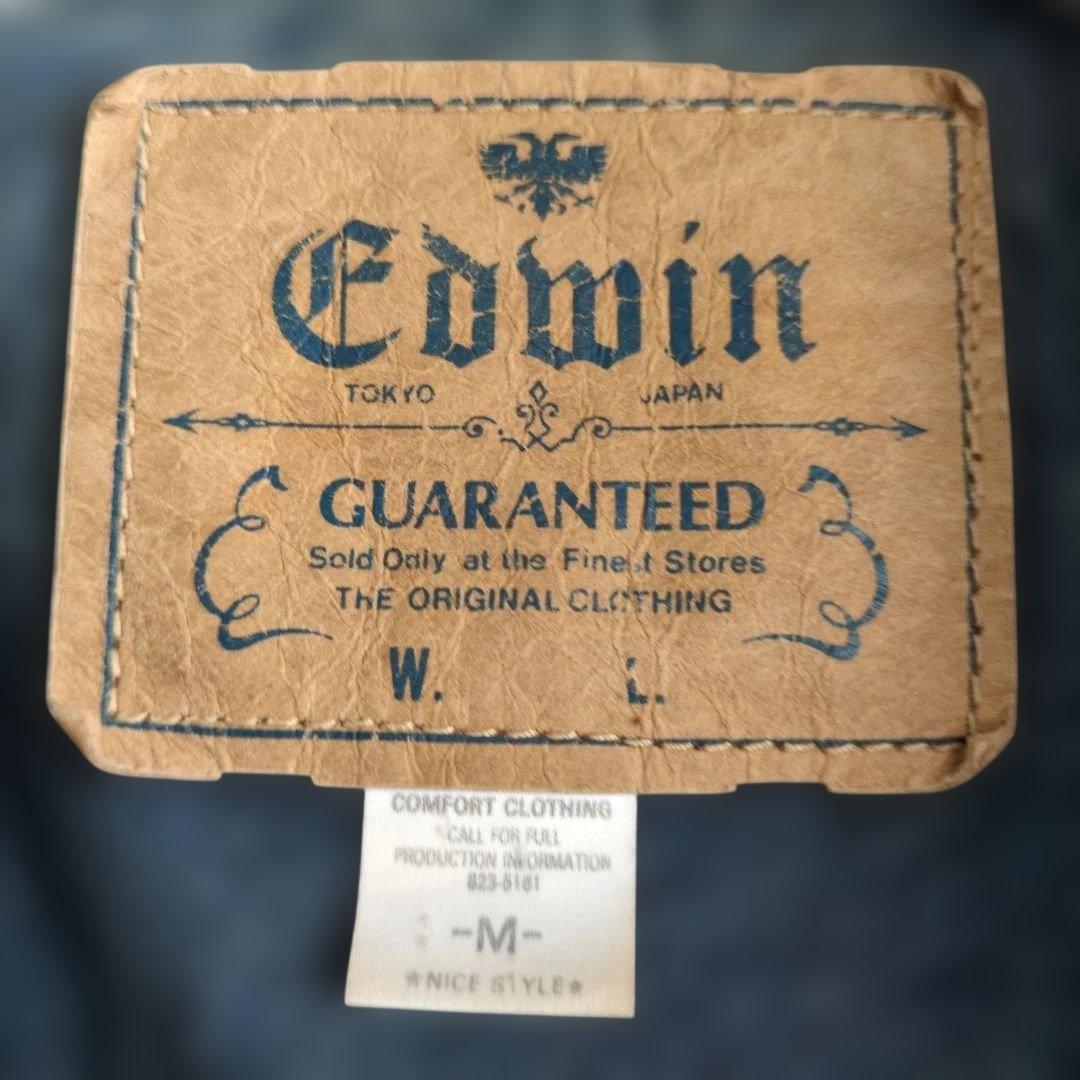 Edwin
TOKYO JAPAN
GUARANTEED
Sold Only at the Finest Stores
THE ORIGINAL CLOTHING
W. L.
COMFORT CLOTHING
CALL FOR FULL
PRODUCTION INFORMATION
823-5161
-M-
*NICE STYLE*